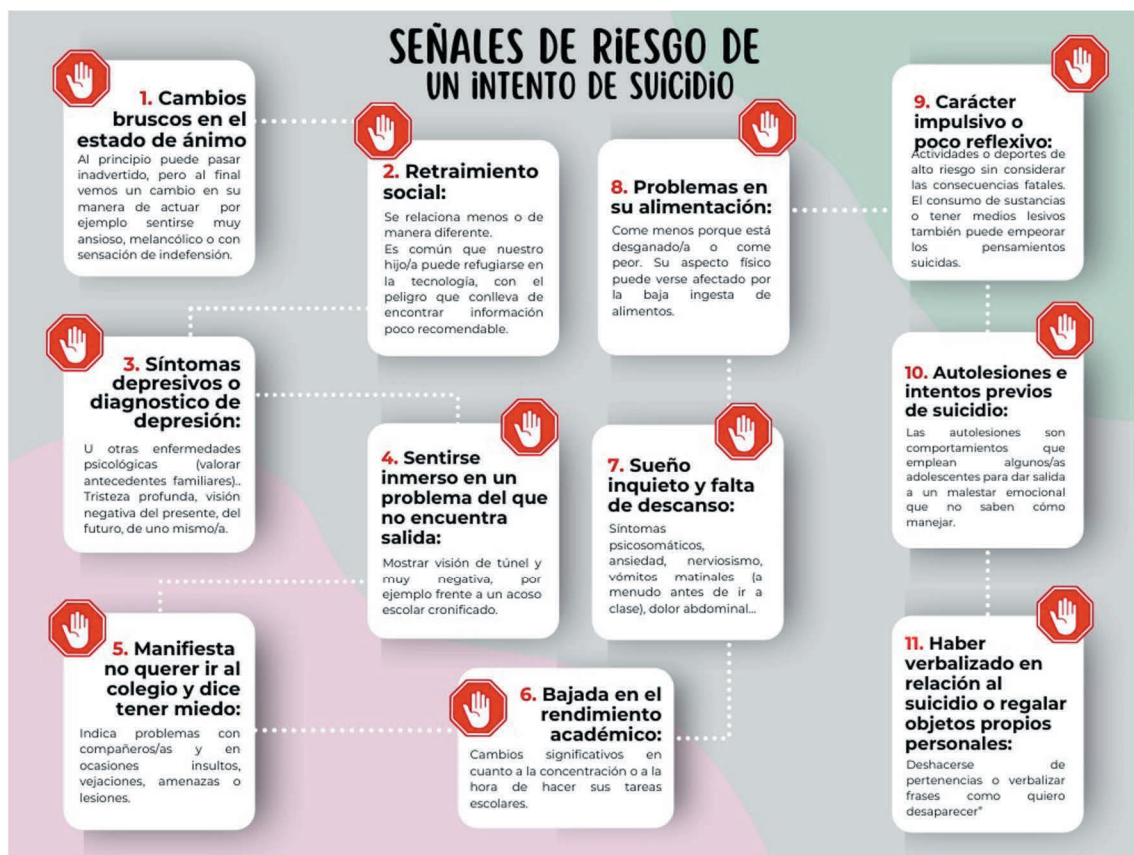 SEÑALES DE RIESGO DE
UN INTENTO DE SUICIDIO
1. Cambios
bruscos en el
estado de ánimo
Al principio puede pasar
inadvertido, pero al final
vemos un cambio en su
manera de actuar por
ejemplo sentirse muy
ansioso, melancólico o con
sensación de indefensión.
2. Retraimiento
social:
Se relaciona menos o de
manera diferente.
Es común que nuestro
hijo/a puede refugiarse en
la tecnología, con el
peligro que conlleva de
encontrar información
poco recomendable.
3. Síntomas
depresivos o
diagnostico de
depresión:
U otras enfermedades
psicológicas (valorar
antecedentes familiares)..
Tristeza profunda, visión
negativa del presente, del
futuro, de uno mismo/a.
4. Sentirse
inmerso en un
problema del que
no encuentra
salida:
Mostrar visión de túnel y
muy negativa, por
ejemplo frente a un acoso
escolar cronificado.
5. Manifiesta
no querer ir al
colegio y dice
tener miedo:
Indica problemas con
compañeros/as y en
ocasiones insultos,
vejaciones, amenazas o
lesiones.
6. Bajada en el
rendimiento
académico:
Cambios significativos en
cuanto a la concentración o a la
hora de hacer sus tareas
escolares.
7. Sueño
inquieto y falta
de descanso:
Síntomas
psicosomáticos,
ansiedad, nerviosismo,
vómitos matinales (a
menudo antes de ir a
clase), dolor abdominal...
8. Problemas en
su alimentación:
Come menos porque está
desganado/a o come
peor. Su aspecto físico
puede verse afectado por
la baja ingesta de
alimentos.
9. Carácter
impulsivo o
poco reflexivo:
Actividades o deportes de
alto riesgo sin considerar
las consecuencias fatales.
El consumo de sustancias
o tener medios lesivos
también puede empeorar
los pensamientos
suicidas.
10. Autolesiones e
intentos previos
de suicidio:
Las autolesiones son
comportamientos que
emplean algunos/as
adolescentes para dar salida
a un malestar emocional
que no saben cómo
manejar.
11. Haber
verbalizado en
relación al
suicidio o regalar
objetos propios
personales:
Deshacerse de
pertenencias o verbalizar
frases como quiero
desaparecer"